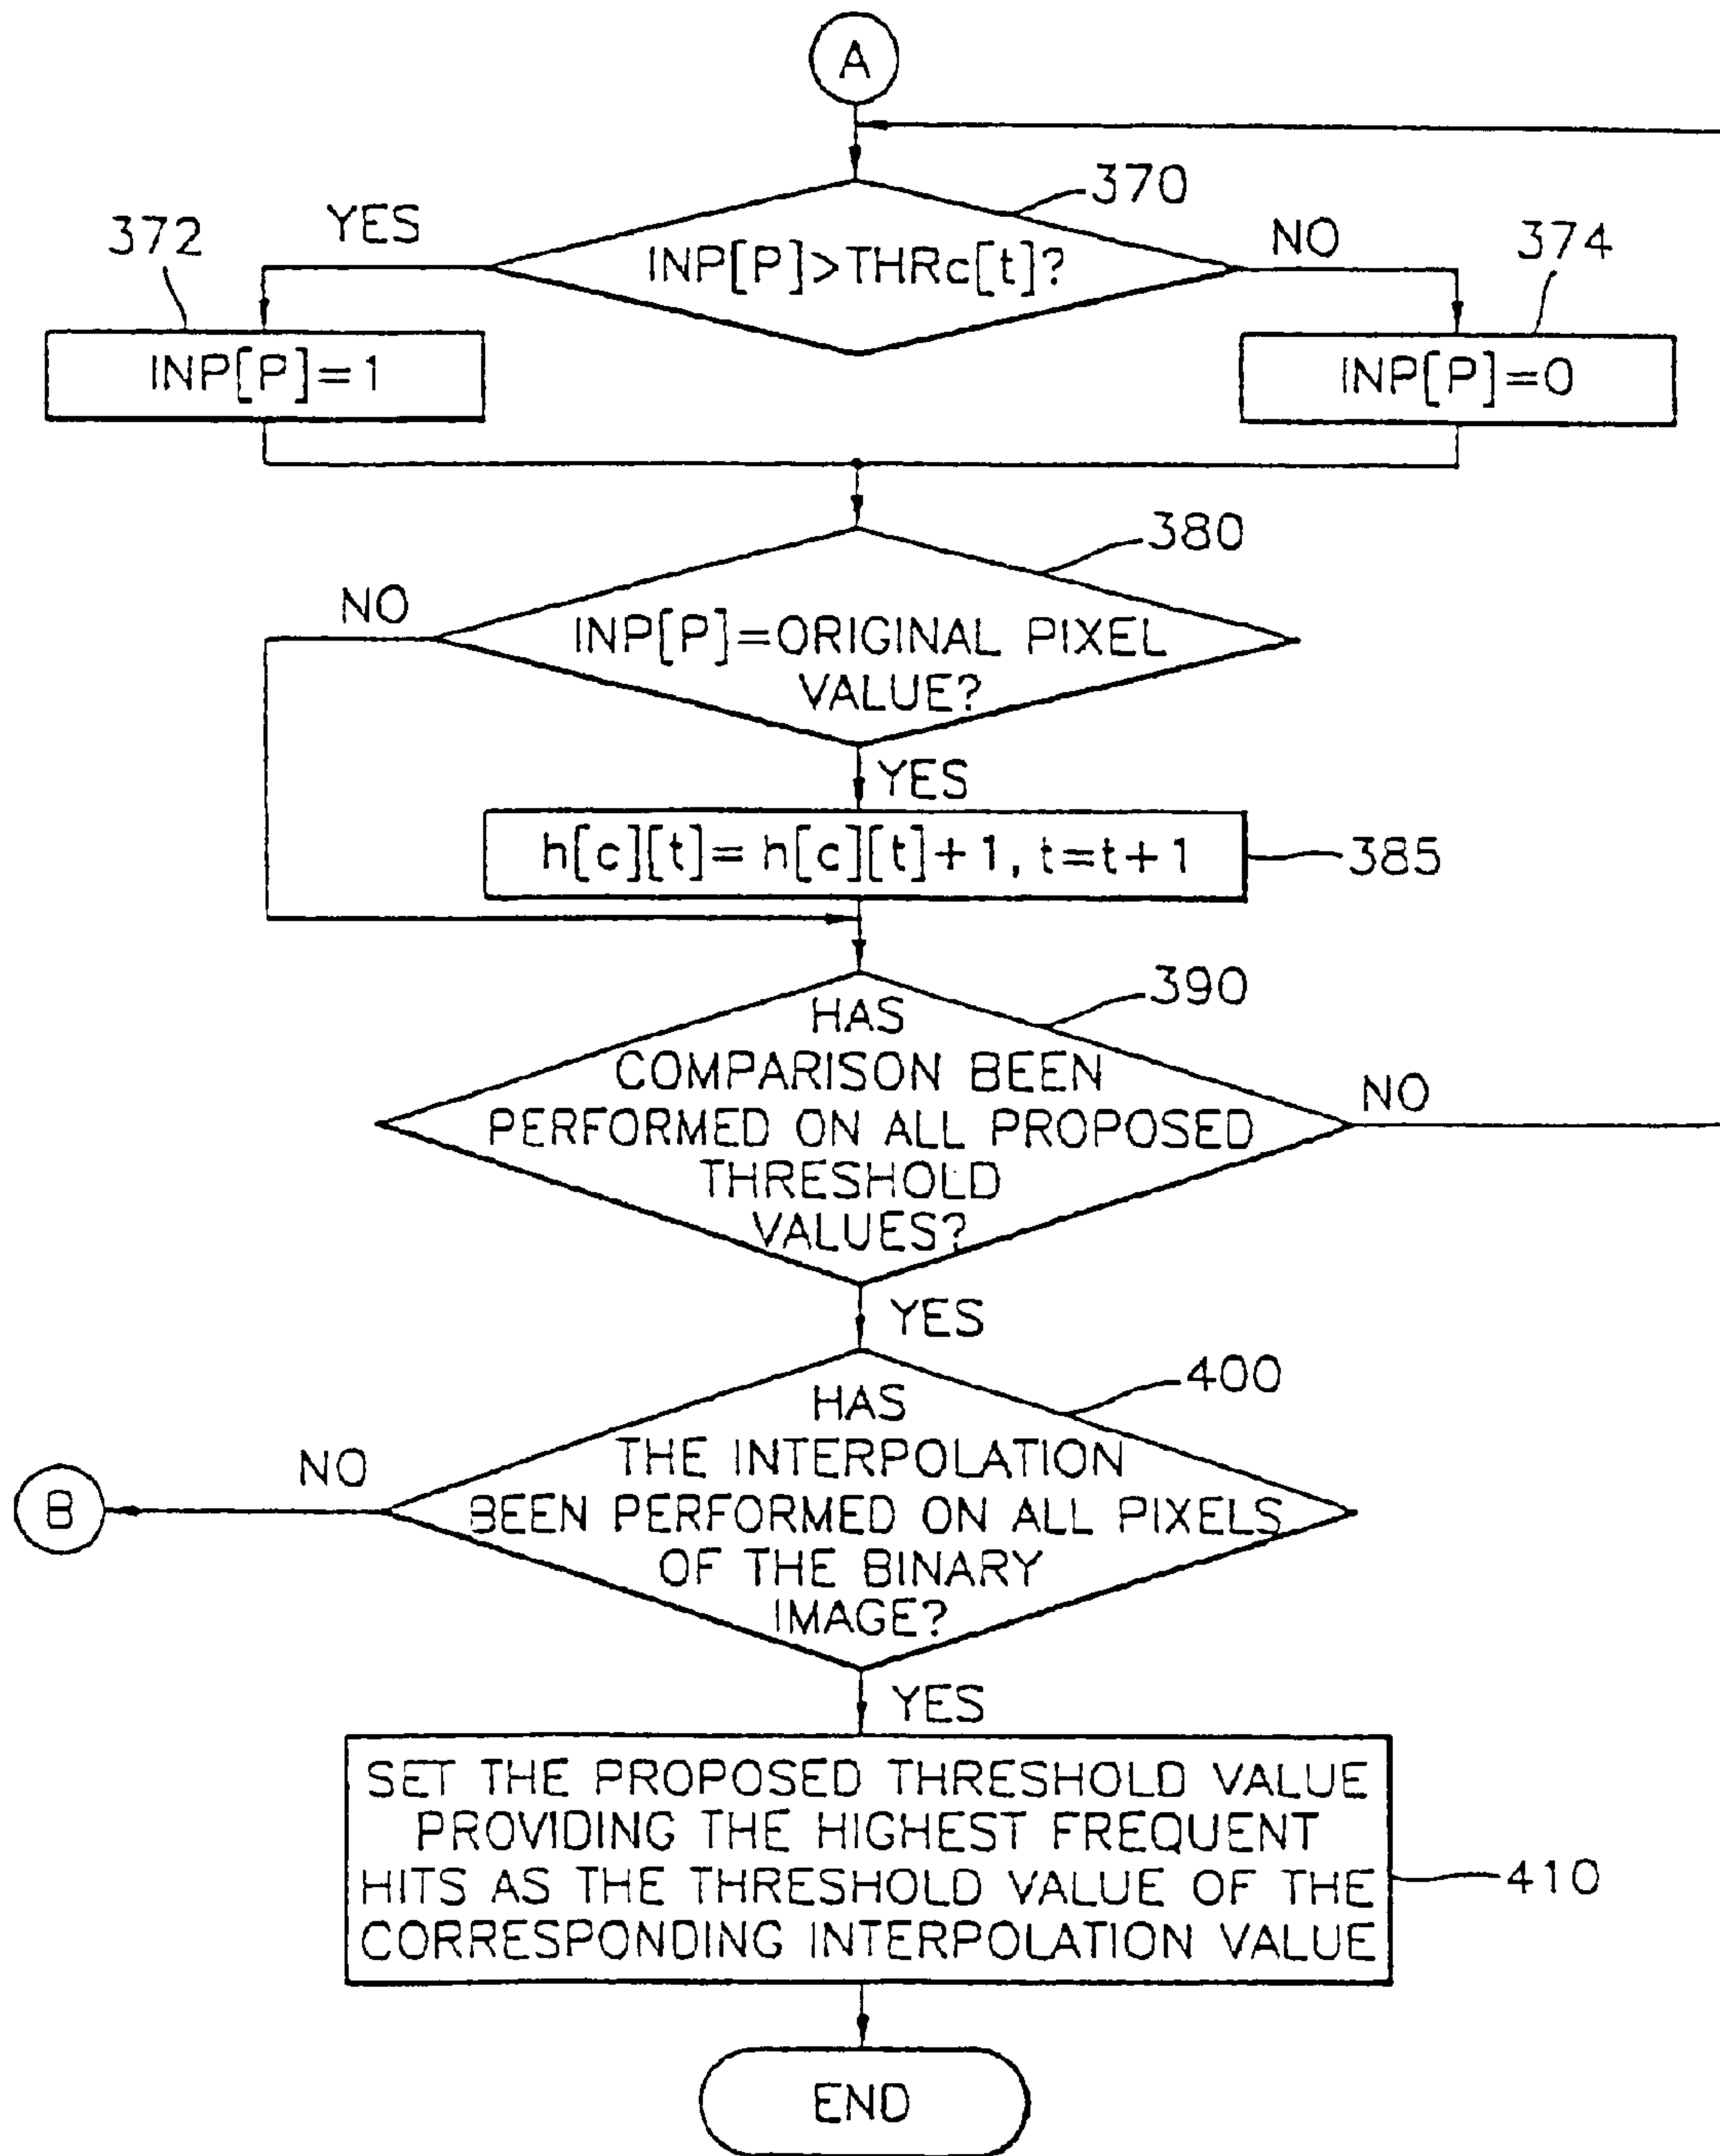 A
370
YES
NO
372
374
INP[P]>THRc[t]?
INP[P]=1
INP[P]=0
380
NO
INP[P]=ORIGINAL PIXEL
VALUE?
YES
h[c][t]= h[c][t]+1, t=t+1
385
390
HAS
COMPARISON BEEN
PERFORMED ON ALL PROPOSED
THRESHOLD
VALUES?
NO
YES
400
HAS
THE INTERPOLATION
BEEN PERFORMED ON ALL PIXELS
OF THE BINARY
IMAGE?
NO
B
YES
SET THE PROPOSED THRESHOLD VALUE
PROVIDING THE HIGHEST FREQUENT
HITS AS THE THRESHOLD VALUE OF THE
CORRESPONDING INTERPOLATION VALUE
410
END